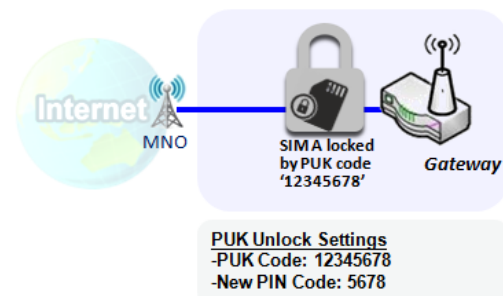 Internet
MNO
SIM A locked
by PUK code
‘12345678’
Gateway
PUK Unlock Settings
-PUK Code: 12345678
-New PIN Code: 5678